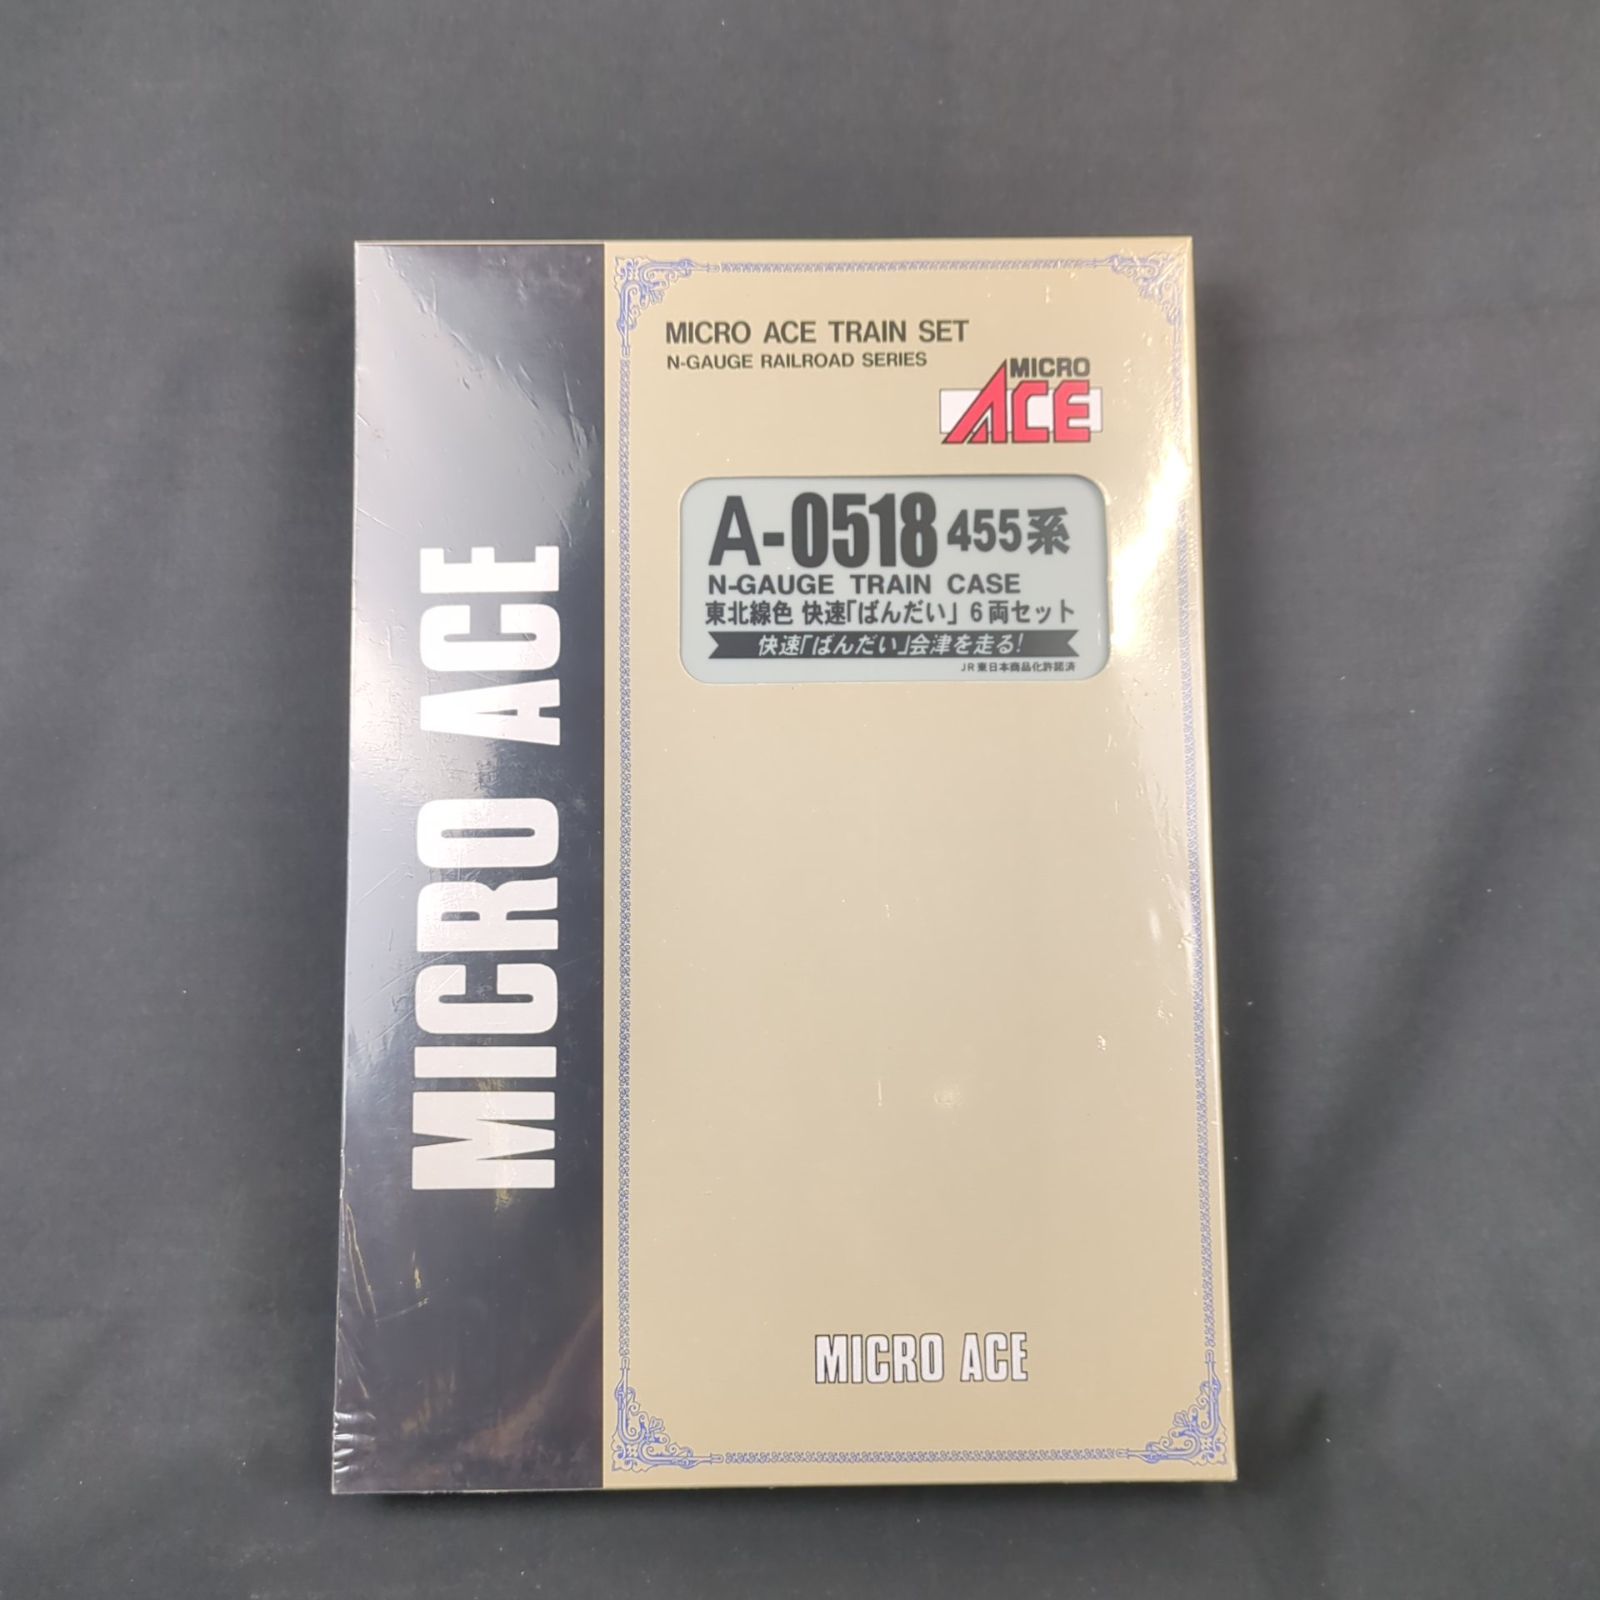 MICRO ACE
MICRO ACE TRAIN SET
N-GAUGE RAILROAD SERIES
MICRO
ACE
A-0518 455系
N-GAUGE TRAIN CASE
東北線色 快速「ばんだい」 6両セット
快速「ばんだい」会津を走る!
JR東日本商品化許諾済
MICRO ACE